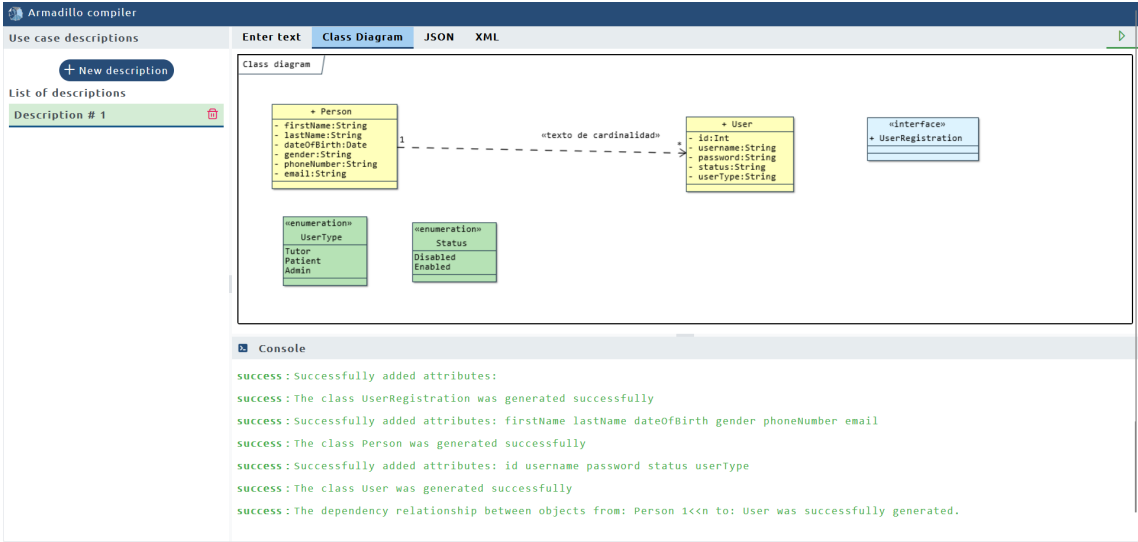 Armadillo compiler
Use case descriptions
+ New description
List of descriptions
Description # 1
Enter text Class Diagram JSON XML
Class diagram
+ Person
- firstName:String
- lastName:String
- dateOfBirth:Date
- gender:String
- phoneNumber:String
- email:String
1
«texto de cardinalidad»
*
+ User
- id:Int
- username:String
- password:String
- status:String
- userType:String
«interface»
+ UserRegistration
«enumeration»
UserType
Tutor
Patient
Admin
«enumeration»
Status
Disabled
Enabled
Console
success : Successfully added attributes:
success : The class UserRegistration was generated successfully
success : Successfully added attributes: firstName lastName dateOfBirth gender phoneNumber email
success : The class Person was generated successfully
success : Successfully added attributes: id username password status userType
success : The class User was generated successfully
success : The dependency relationship between objects from: Person 1<<n to: User was successfully generated.